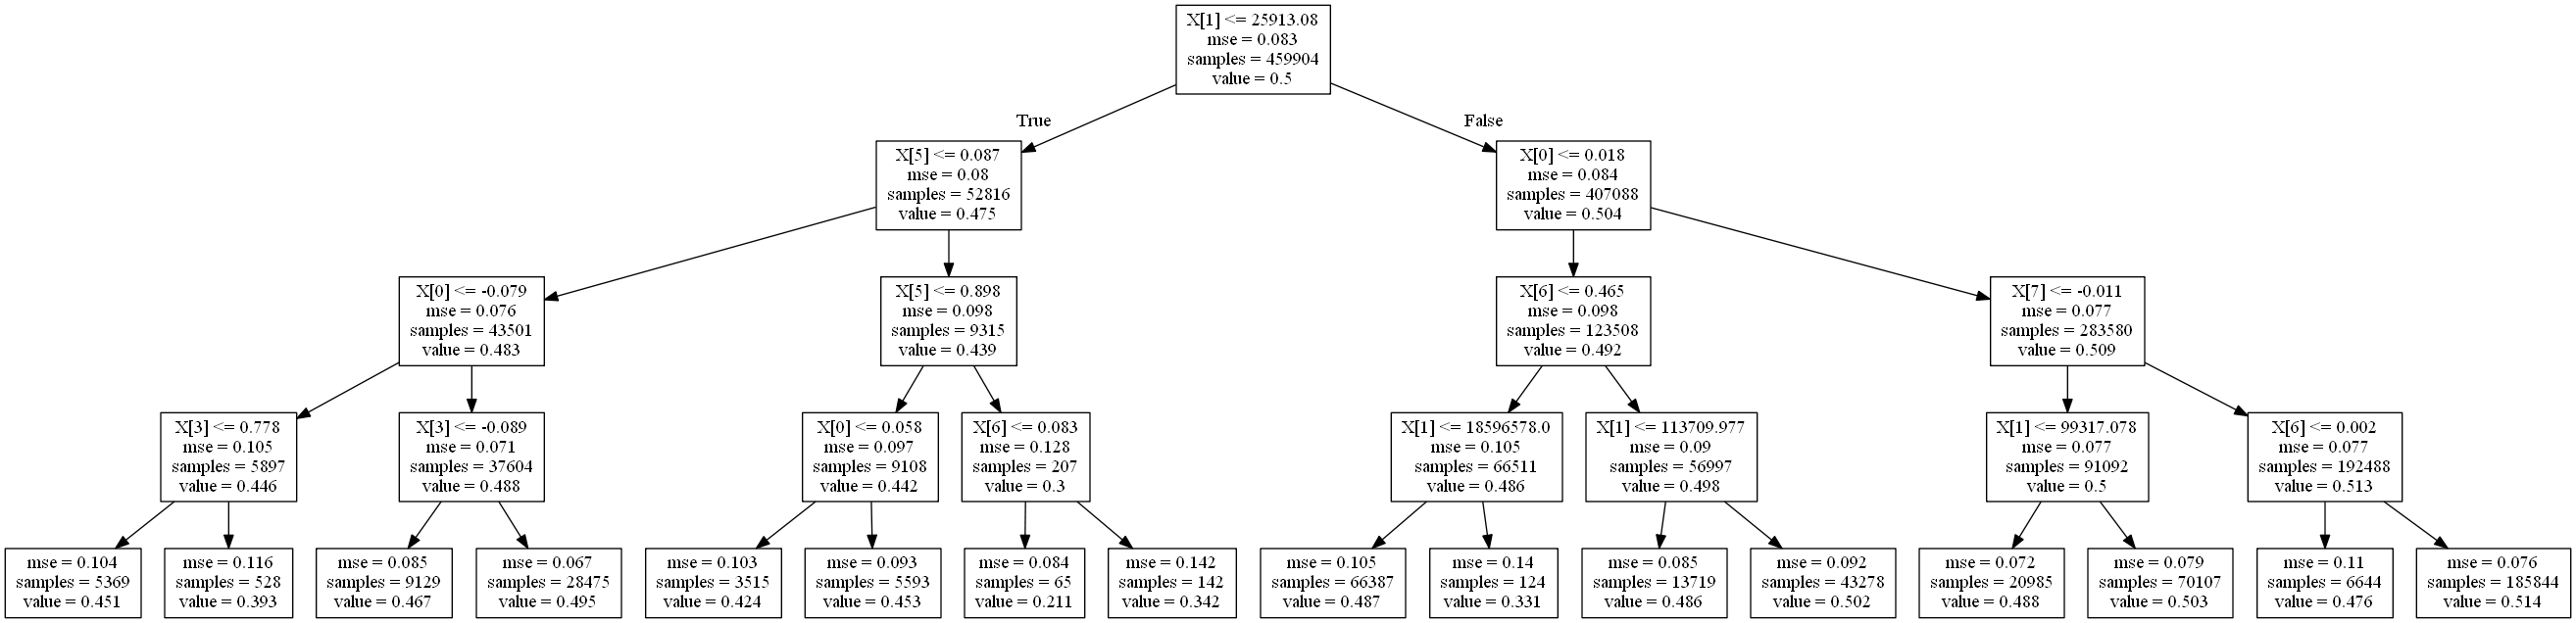 X[1] <= 25913.08
mse = 0.083
samples = 459904
value = 0.5
True
False
X[5] <= 0.087
mse = 0.08
samples = 52816
value = 0.475
X[0] <= 0.018
mse = 0.084
samples = 407088
value = 0.504
X[0] <= -0.079
mse = 0.076
samples = 43501
value = 0.483
X[5] <= 0.898
mse = 0.098
samples = 9315
value = 0.439
X[6] <= 0.465
mse = 0.098
samples = 123508
value = 0.492
X[7] <= -0.011
mse = 0.077
samples = 283580
value = 0.509
X[3] <= 0.778
mse = 0.105
samples = 5897
value = 0.446
X[3] <= -0.089
mse = 0.071
samples = 37604
value = 0.488
X[0] <= 0.058
mse = 0.097
samples = 9108
value = 0.442
X[6] <= 0.083
mse = 0.128
samples = 207
value = 0.3
X[1] <= 18596578.0
mse = 0.105
samples = 66511
value = 0.486
X[1] <= 113709.977
mse = 0.09
samples = 56997
value = 0.498
X[1] <= 99317.078
mse = 0.077
samples = 91092
value = 0.5
X[6] <= 0.002
mse = 0.077
samples = 192488
value = 0.513
mse = 0.104
samples = 5369
value = 0.451
mse = 0.116
samples = 528
value = 0.393
mse = 0.085
samples = 9129
value = 0.467
mse = 0.067
samples = 28475
value = 0.495
mse = 0.103
samples = 3515
value = 0.424
mse = 0.093
samples = 5593
value = 0.453
mse = 0.084
samples = 65
value = 0.211
mse = 0.142
samples = 142
value = 0.342
mse = 0.105
samples = 66387
value = 0.487
mse = 0.14
samples = 124
value = 0.331
mse = 0.085
samples = 13719
value = 0.486
mse = 0.092
samples = 43278
value = 0.502
mse = 0.072
samples = 20985
value = 0.488
mse = 0.079
samples = 70107
value = 0.503
mse = 0.11
samples = 6644
value = 0.476
mse = 0.076
samples = 185844
value = 0.514